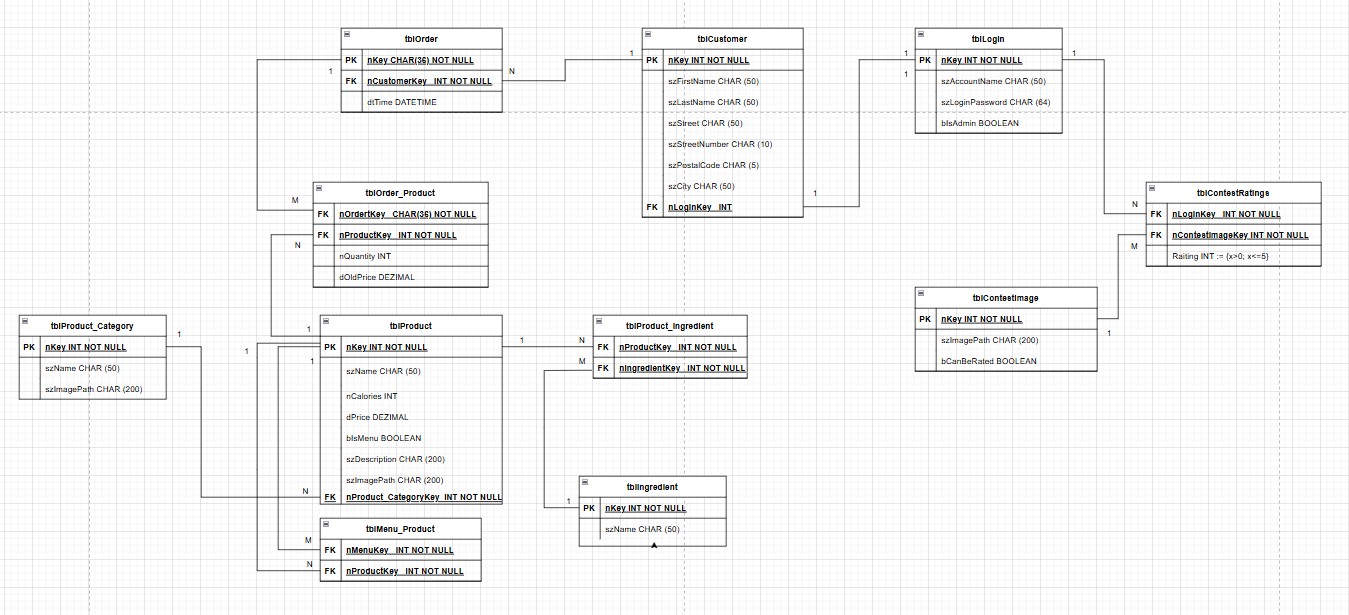 tblOrder
PK nKey CHAR(36) NOT NULL
FK nCustomerKey INT NOT NULL
dtTime DATETIME
1
N
1
tblCustomer
PK nKey INT NOT NULL
szFirstName CHAR (50)
szLastName CHAR (50)
szStreet CHAR (50)
szStreetNumber CHAR (10)
szPostalCode CHAR (5)
szCity CHAR (50)
FK nLoginKey INT
1
1
1
1
tblLogin
PK nKey INT NOT NULL
szAccountName CHAR (50)
szLoginPassword CHAR (64)
bIsAdmin BOOLEAN
tblOrder_Product
M
FK nOrdertKey CHAR(36) NOT NULL
FK nProductKey INT NOT NULL
N
nQuantity INT
dOldPrice DEZIMAL
tblContestRatings
N
FK nLoginKey INT NOT NULL
FK nContestImageKey INT NOT NULL
M
Raiting INT := {x>0; x<=5}
tblContestImage
PK nKey INT NOT NULL
1
szImagePath CHAR (200)
bCanBeRated BOOLEAN
tblProduct_Category
1
PK nKey INT NOT NULL
szName CHAR (50)
szImagePath CHAR (200)
tblProduct
1
1
1
1
PK nKey INT NOT NULL
szName CHAR (50)
nCalories INT
dPrice DEZIMAL
bIsMenu BOOLEAN
szDescription CHAR (200)
szImagePath CHAR (200)
N
FK nProduct_CategoryKey INT NOT NULL
tblProduct_Ingredient
N
FK nProductKey INT NOT NULL
M
FK nIngredientKey INT NOT NULL
tblIngredient
1
PK nKey INT NOT NULL
szName CHAR (50)
tblMenu_Product
M
FK nMenuKey INT NOT NULL
N
FK nProductKey INT NOT NULL